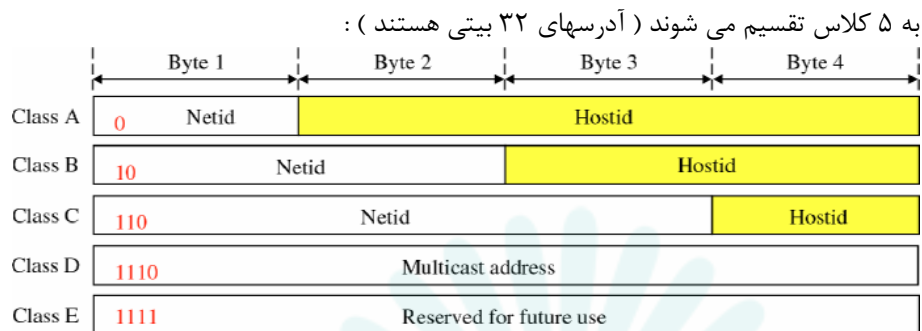 به ۵ کلاس تقسیم می شوند ( آدرسهای ۳۲ بیتی هستند ) :
Byte 1 Byte 2 Byte 3 Byte 4
Class A 0 Netid Hostid
Class B 10 Netid Hostid
Class C 110 Netid Hostid
Class D 1110 Multicast address
Class E 1111 Reserved for future use